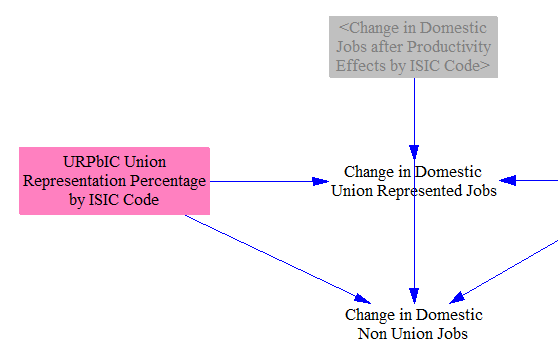 <Change in Domestic
Jobs after Productivity
Effects by ISIC Code>
URPbIC Union
Representation Percentage
by ISIC Code
Change in Domestic
Union Represented Jobs
Change in Domestic
Non Union Jobs